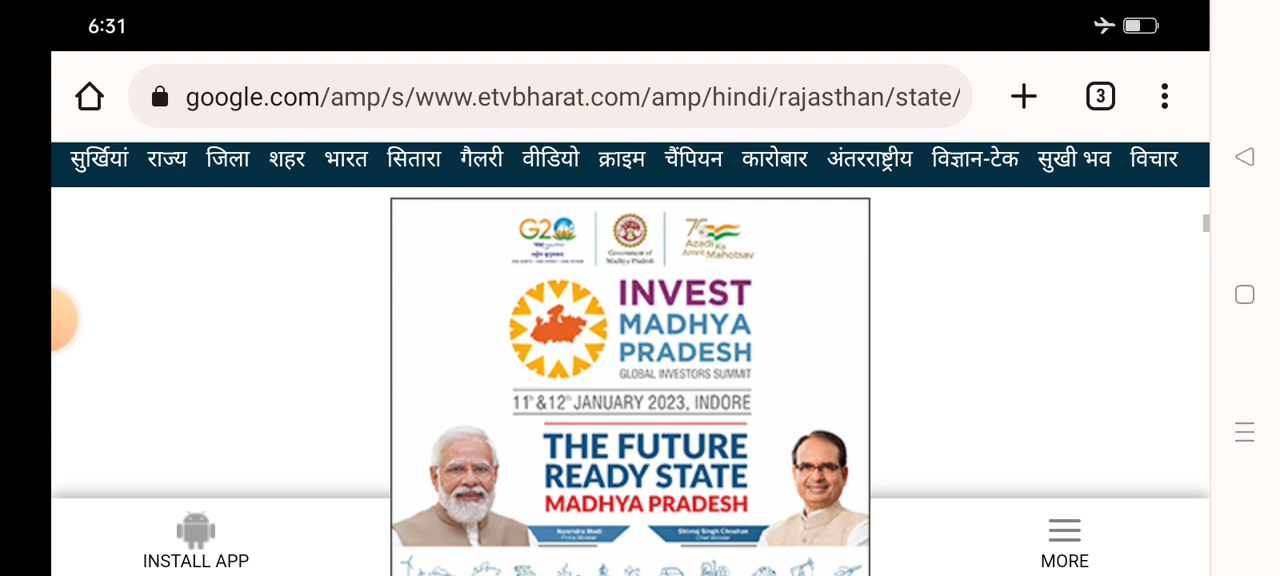 6:31
google.com/amp/s/www.etvbharat.com/amp/hindi/rajasthan/state/
3
सुर्खियां राज्य जिला शहर भारत सितारा गैलरी वीडियो क्राइम चैंपियन कारोबार अंतरराष्ट्रीय विज्ञान-टेक सुखी भव विचार
G20
Government of
Madhya Pradesh
75
Azadi Ka
Amrit Mahotsav
INVEST
MADHYA
PRADESH
GLOBAL INVESTORS SUMMIT
11th & 12th JANUARY 2023, INDORE
THE FUTURE
READY STATE
MADHYA PRADESH
Narendra Modi
Prime Minister
Shivraj Singh Chouhan
Chief Minister
INSTALL APP
MORE